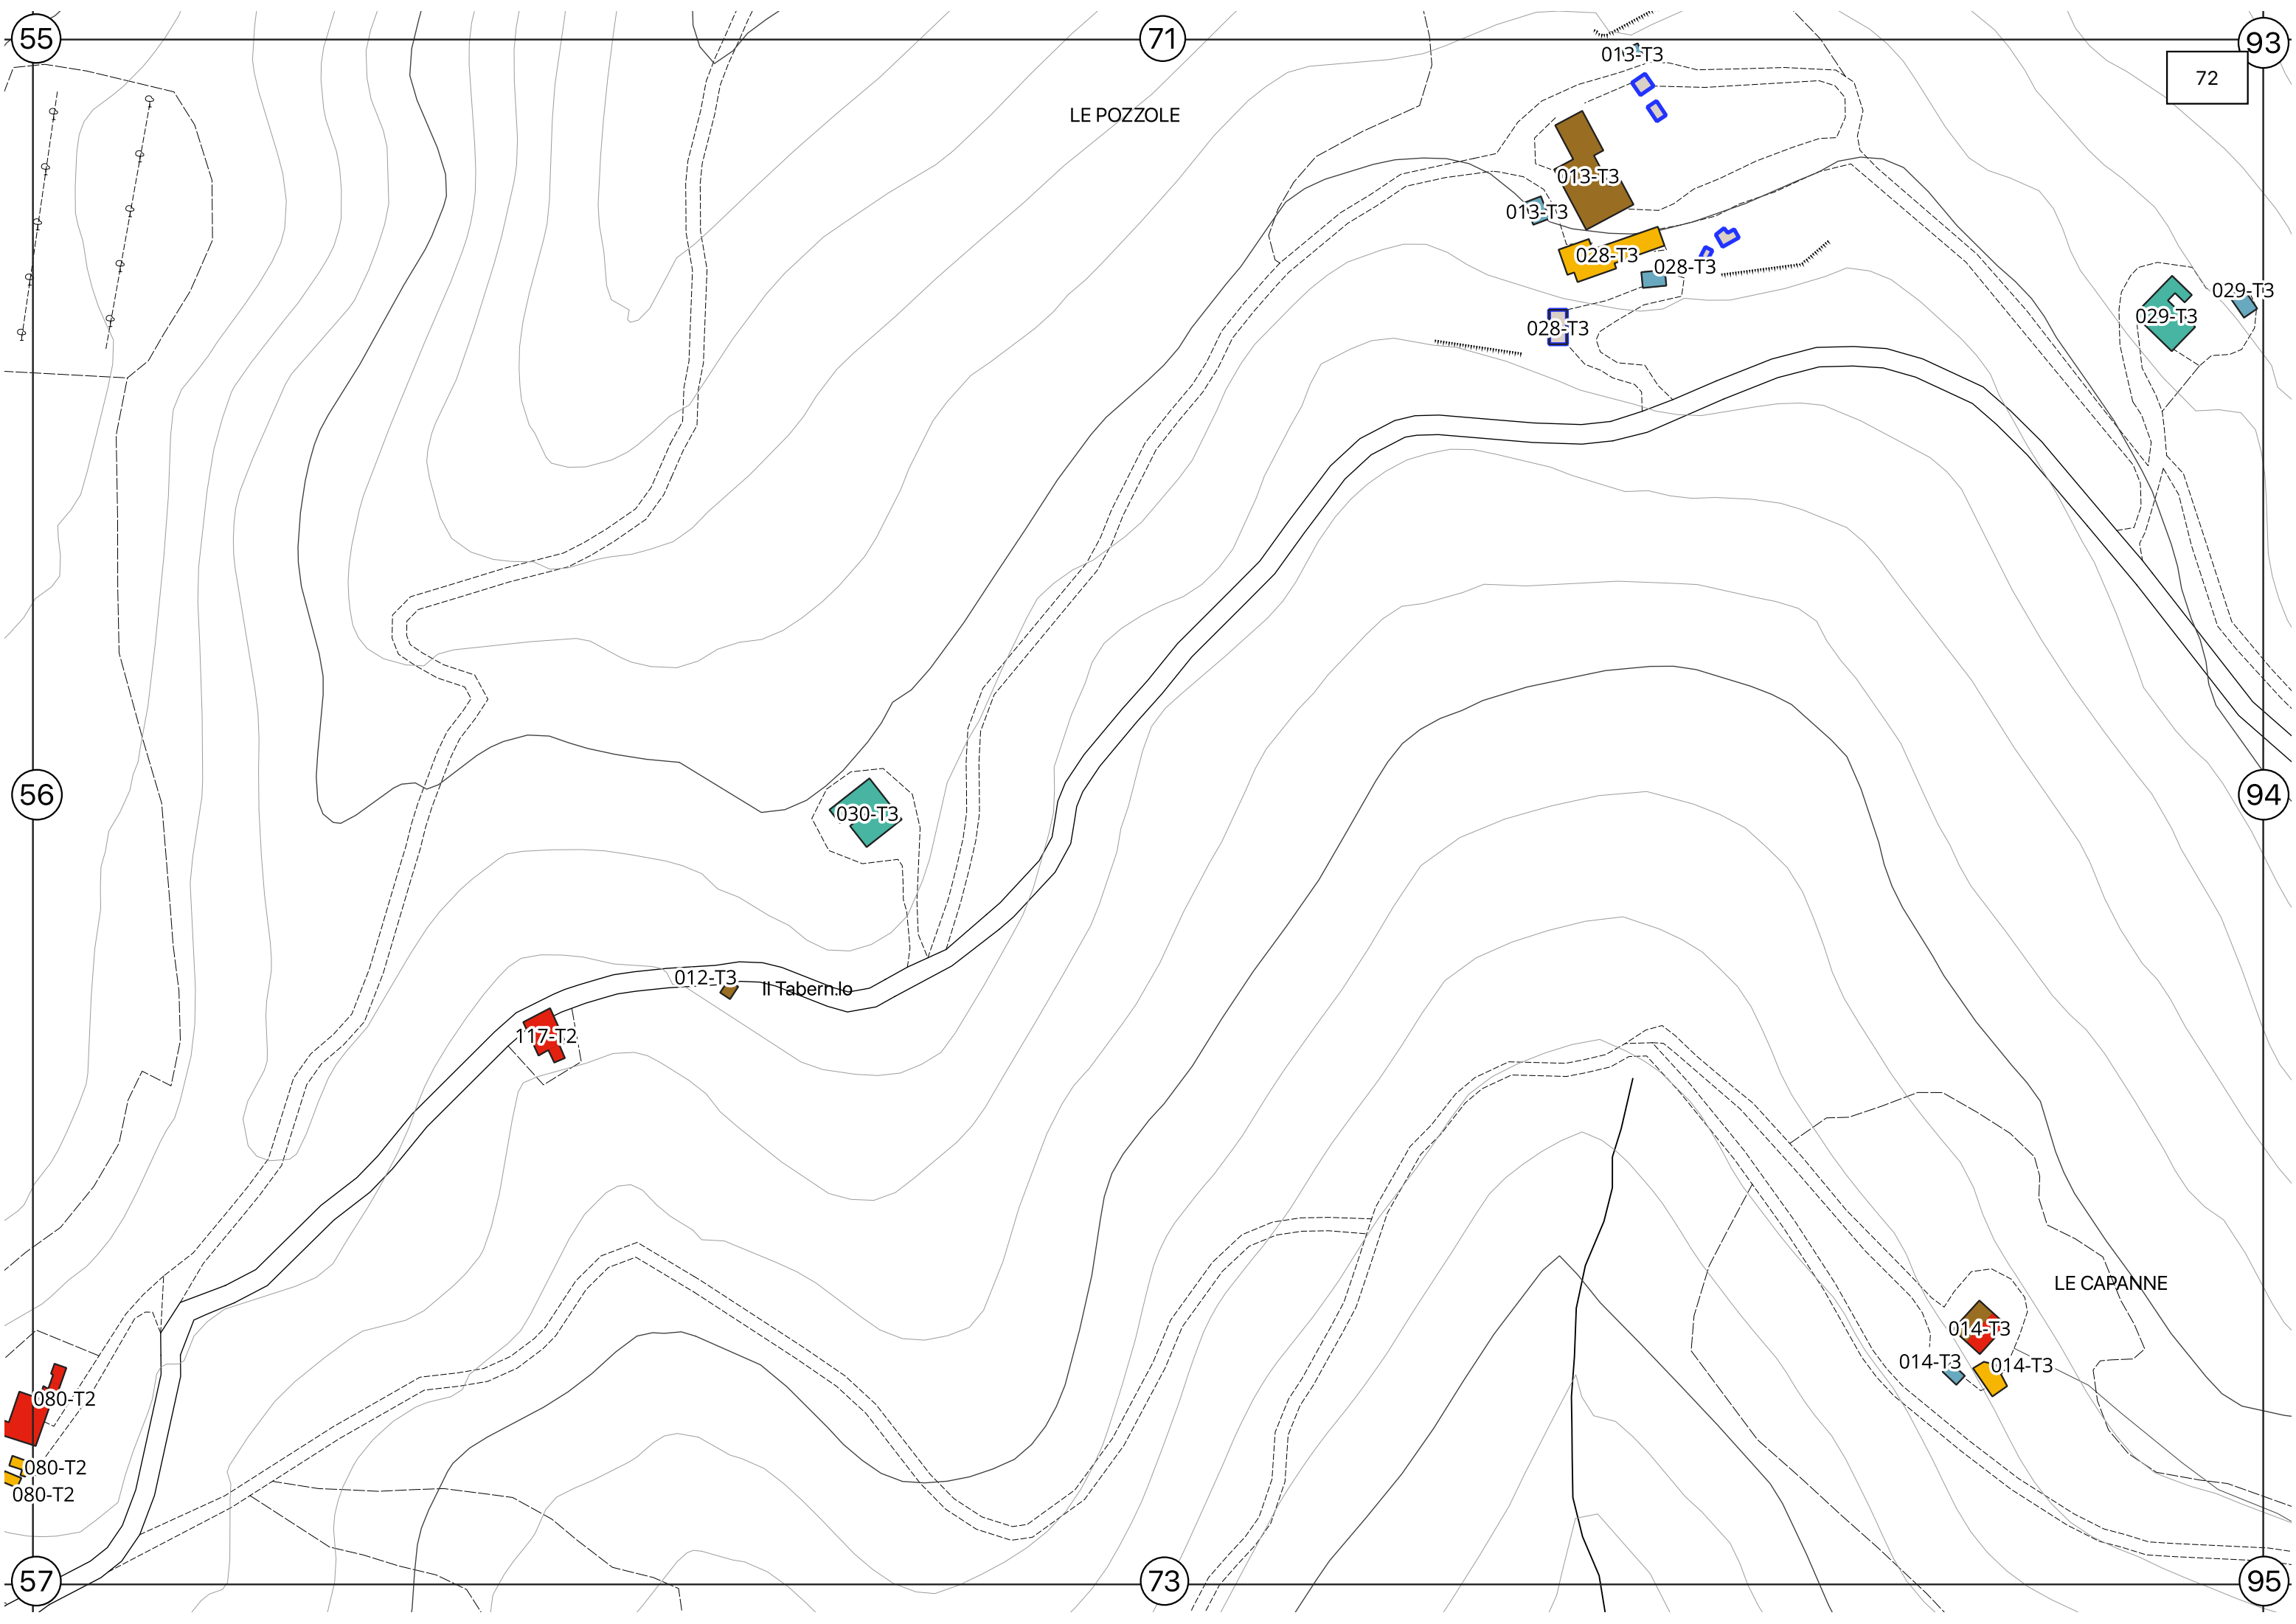 55
71
93
013-T3
72
LE POZZOLE
013-T3
013-T3
028-T3
028-T3
029-T3
029-T3
028-T3
56
94
030-T3
012-T3
Il Tabern.lo
117-T2
LE CAPANNE
014-T3
014-T3
014-T3
080-T2
080-T2
080-T2
57
73
95